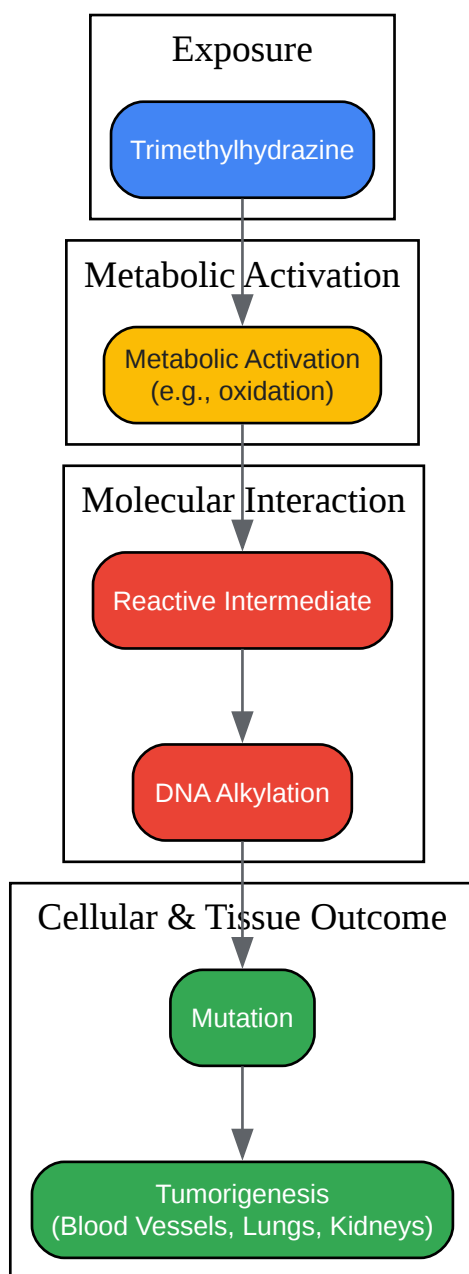 Exposure
Trimethylhydrazine
Metabolic Activation
Metabolic Activation
(e.g., oxidation)
Molecular Interaction
Reactive Intermediate
DNA Alkylation
Cellular & Tissue Outcome
Mutation
Tumorigenesis
(Blood Vessels, Lungs, Kidneys)